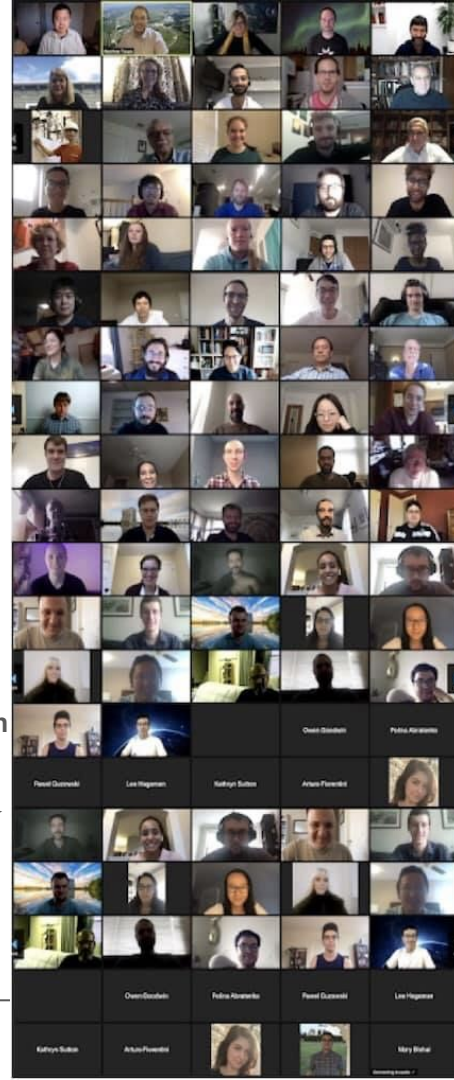 n
Owen Goodwin
Polina Abratenko
Pawel Guzowski
Lee Hagaman
Kathryn Sutton
Arturo Fiorentini
Owen Goodwin
Polina Abratenko
Pawel Guzowski
Lee Hagaman
Kathryn Sutton
Arturo Fiorentini
Mary Bishai